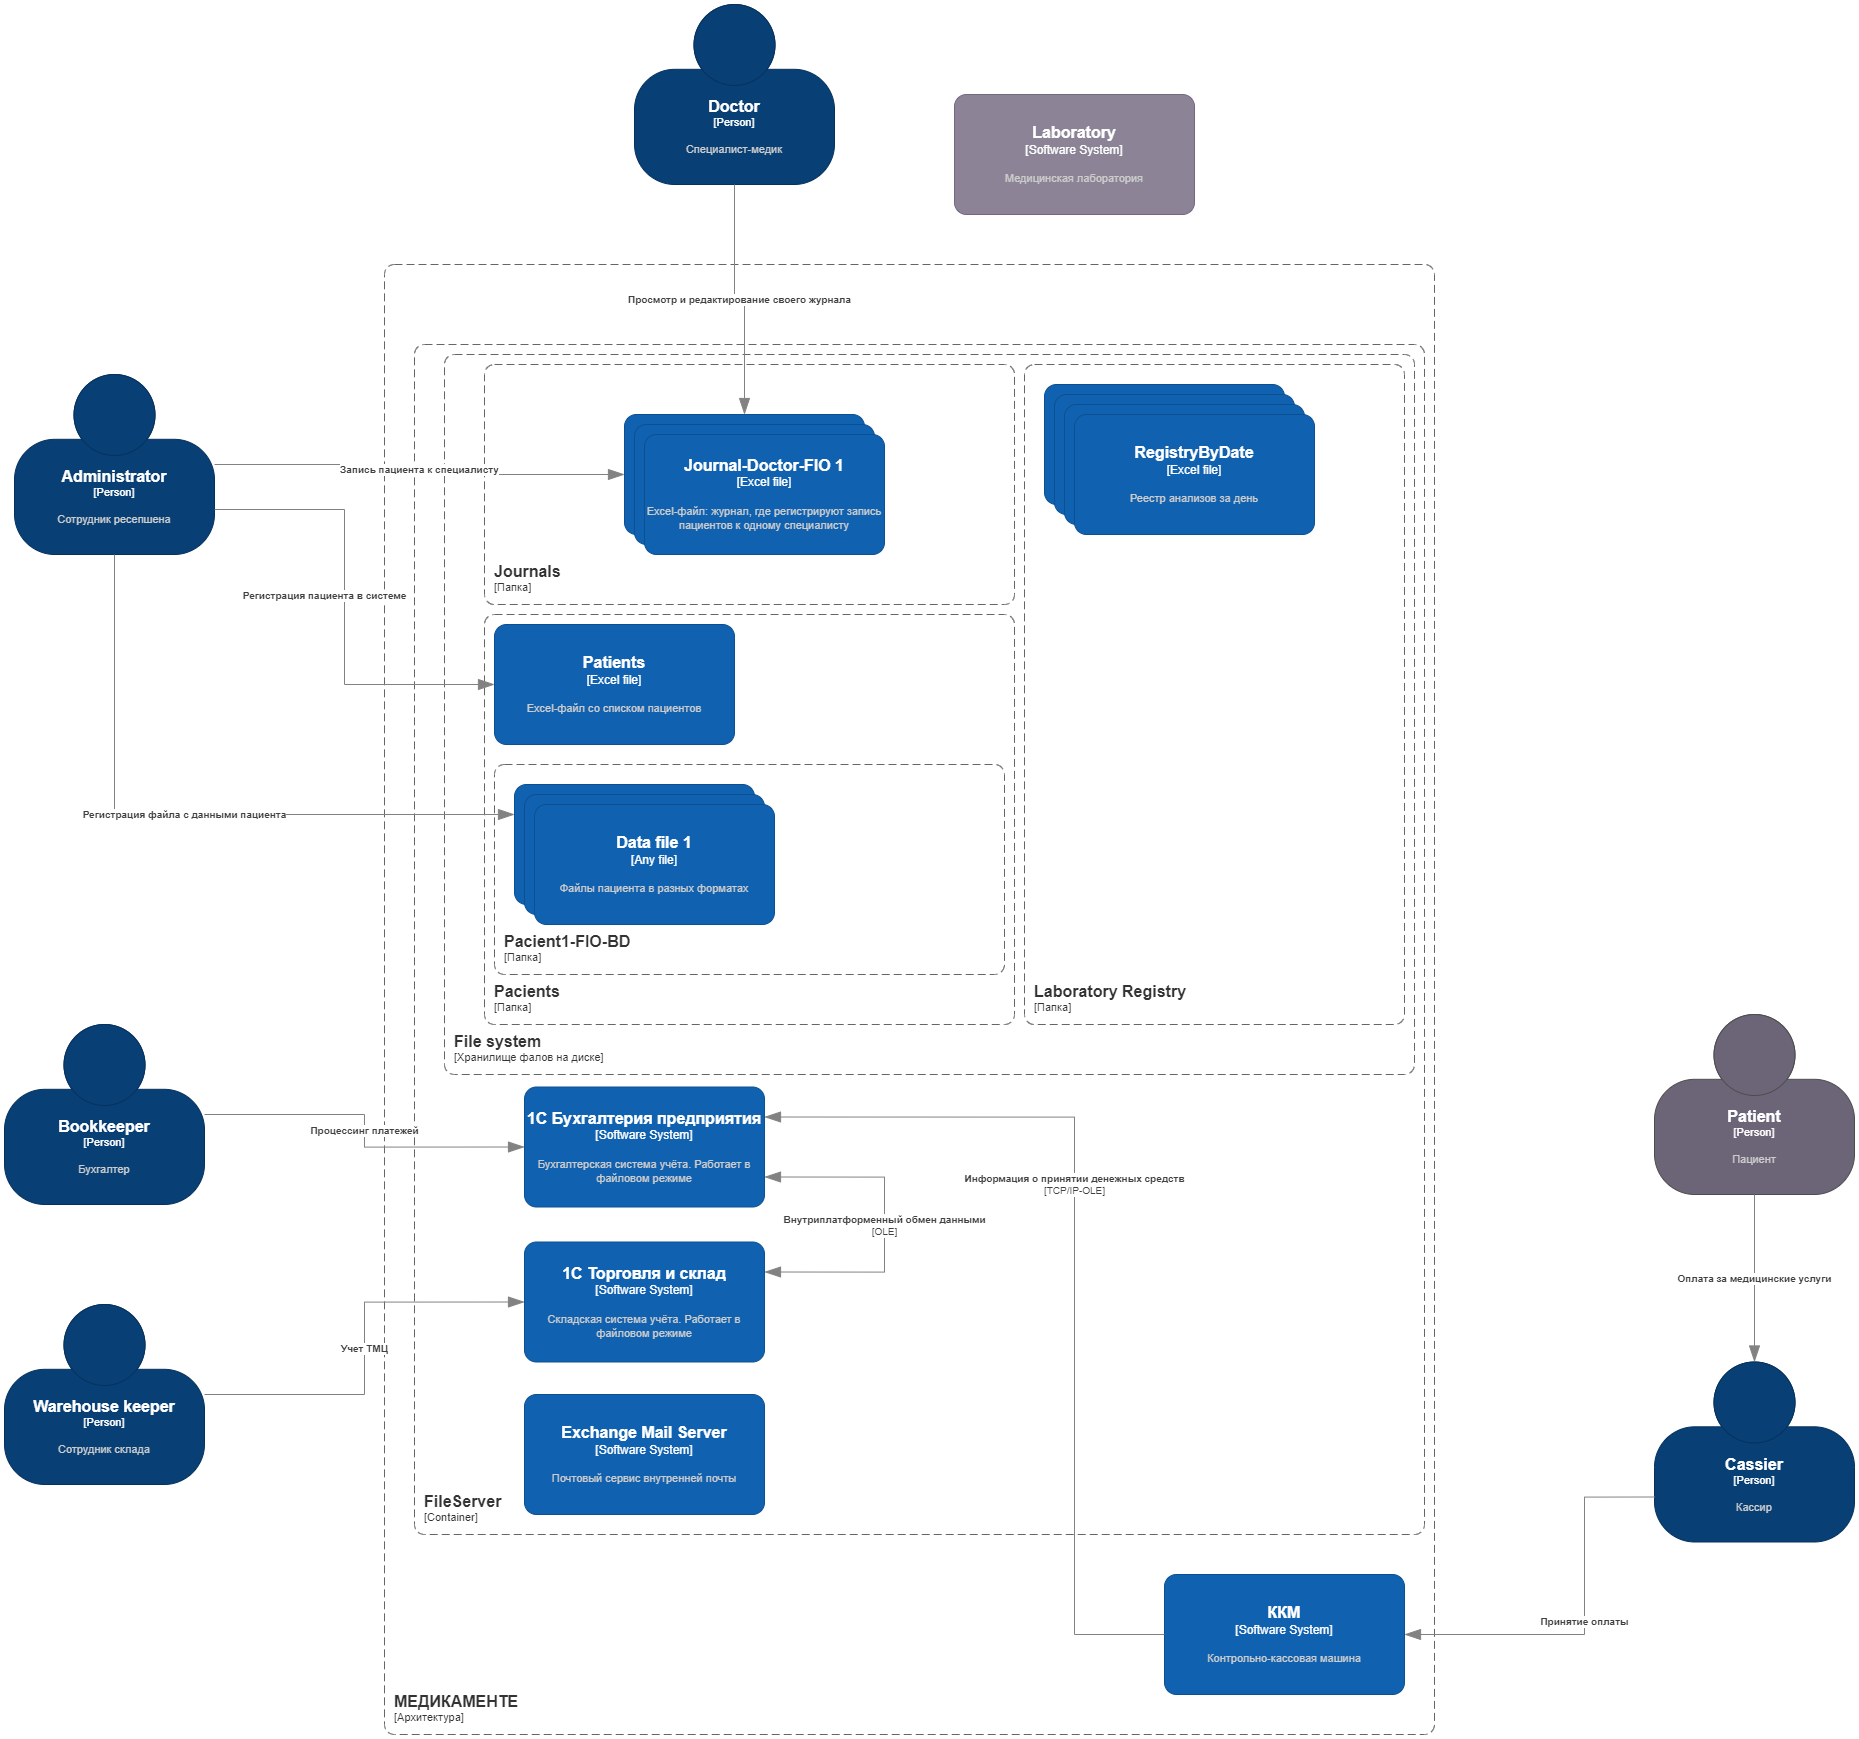 Doctor
[Person]
Специалист-медик
Laboratory
[Software System]
Медицинская лаборатория
Просмотр и редактирование своего журнала
Administrator
[Person]
Сотрудник ресепшена
Запись пациента к специалисту
Journal-Doctor-FIO 1
[Excel file]
Excel-файл: журнал, где регистрируют запись
пациентов к одному специалисту
RegistryByDate
[Excel file]
Реестр анализов за день
Journals
[Папка]
Регистрация пациента в системе
Patients
[Excel file]
Excel-файл со списком пациентов
Регистрация файла с данными пациента
Data file 1
[Any file]
Файлы пациента в разных форматах
Pacient1-FIO-BD
[Папка]
Pacients
[Папка]
Laboratory Registry
[Папка]
File system
[Хранилище фалов на диске]
Bookkeeper
[Person]
Бухгалтер
Процессинг платежей
1С Бухгалтерия предприятия
[Software System]
Бухгалтерская система учёта. Работает в
файловом режиме
Информация о принятии денежных средств
[TCP/IP-OLE]
Patient
[Person]
Пациент
Внутриплатформенный обмен данными
[OLE]
1С Торговля и склад
[Software System]
Складская система учёта. Работает в
файловом режиме
Оплата за медицинские услуги
Учет ТМЦ
Warehouse keeper
[Person]
Сотрудник склада
Exchange Mail Server
[Software System]
Почтовый сервис внутренней почты
Cassier
[Person]
Кассир
FileServer
[Container]
ККМ
[Software System]
Контрольно-кассовая машина
Принятие оплаты
МЕДИКАМЕНТЕ
[Архитектура]